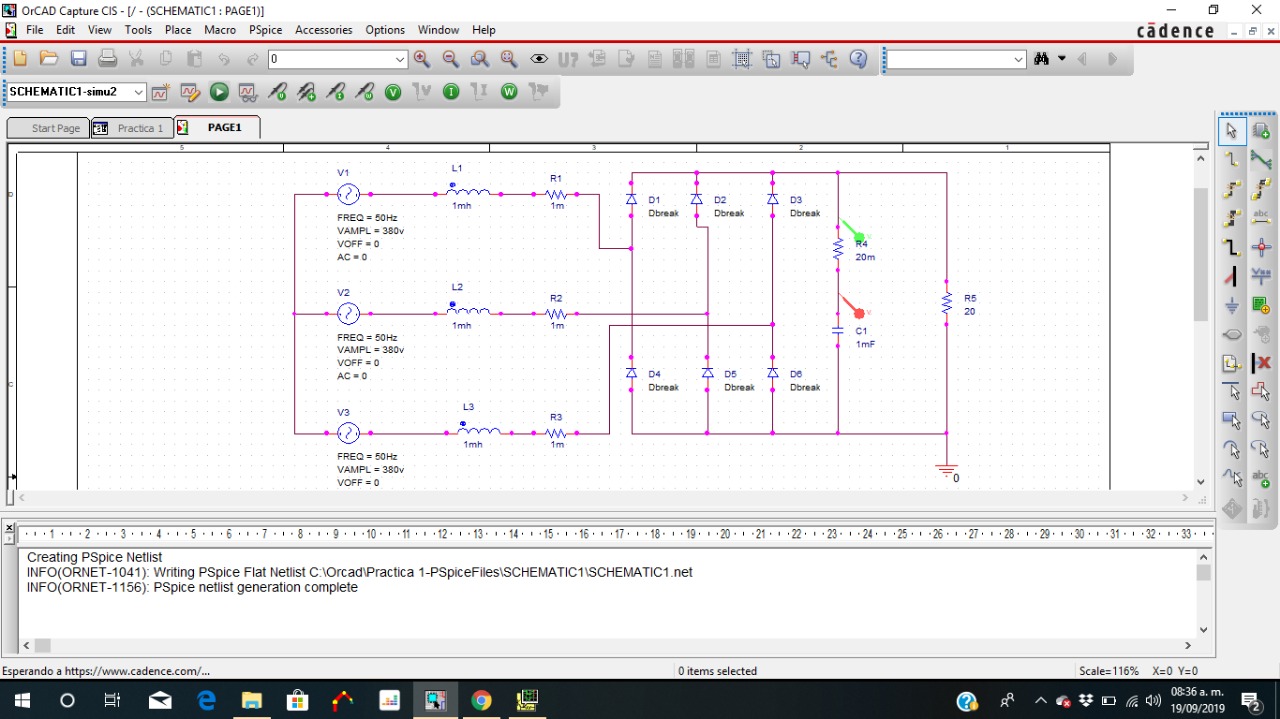 OrCAD Capture CIS - [/ - (SCHEMATIC1 : PAGE1)]
File Edit View Tools Place Macro PSpice Accessories Options Window Help
cādence
0
U?
SCHEMATIC1-simu2
V I W
Start Page Practica 1 PAGE1
5 4 3 2 1
D
C
V1
FREQ = 50Hz
VAMPL = 380v
VOFF = 0
AC = 0
L1
1mh
R1
1m
D1
Dbreak
D2
Dbreak
D3
Dbreak
R4
20m
V2
FREQ = 50Hz
VAMPL = 380v
VOFF = 0
AC = 0
L2
1mh
R2
1m
C1
1mF
R5
20
V3
FREQ = 50Hz
VAMPL = 380v
VOFF = 0
L3
1mh
R3
1m
D4
Dbreak
D5
Dbreak
D6
Dbreak
0
1 2 3 4 5 6 7 8 9 10 11 12 13 14 15 16 17 18 19 20 21 22 23 24 25 26 27 28 29 30 31 32 33
Creating PSpice Netlist
INFO(ORNET-1041): Writing PSpice Flat Netlist C:\Orcad\Practica 1-PSpiceFiles\SCHEMATIC1\SCHEMATIC1.net
INFO(ORNET-1156): PSpice netlist generation complete
Esperando a https://www.cadence.com/... 0 items selected Scale=116% X=0 Y=0
08:36 a. m.
19/09/2019
2